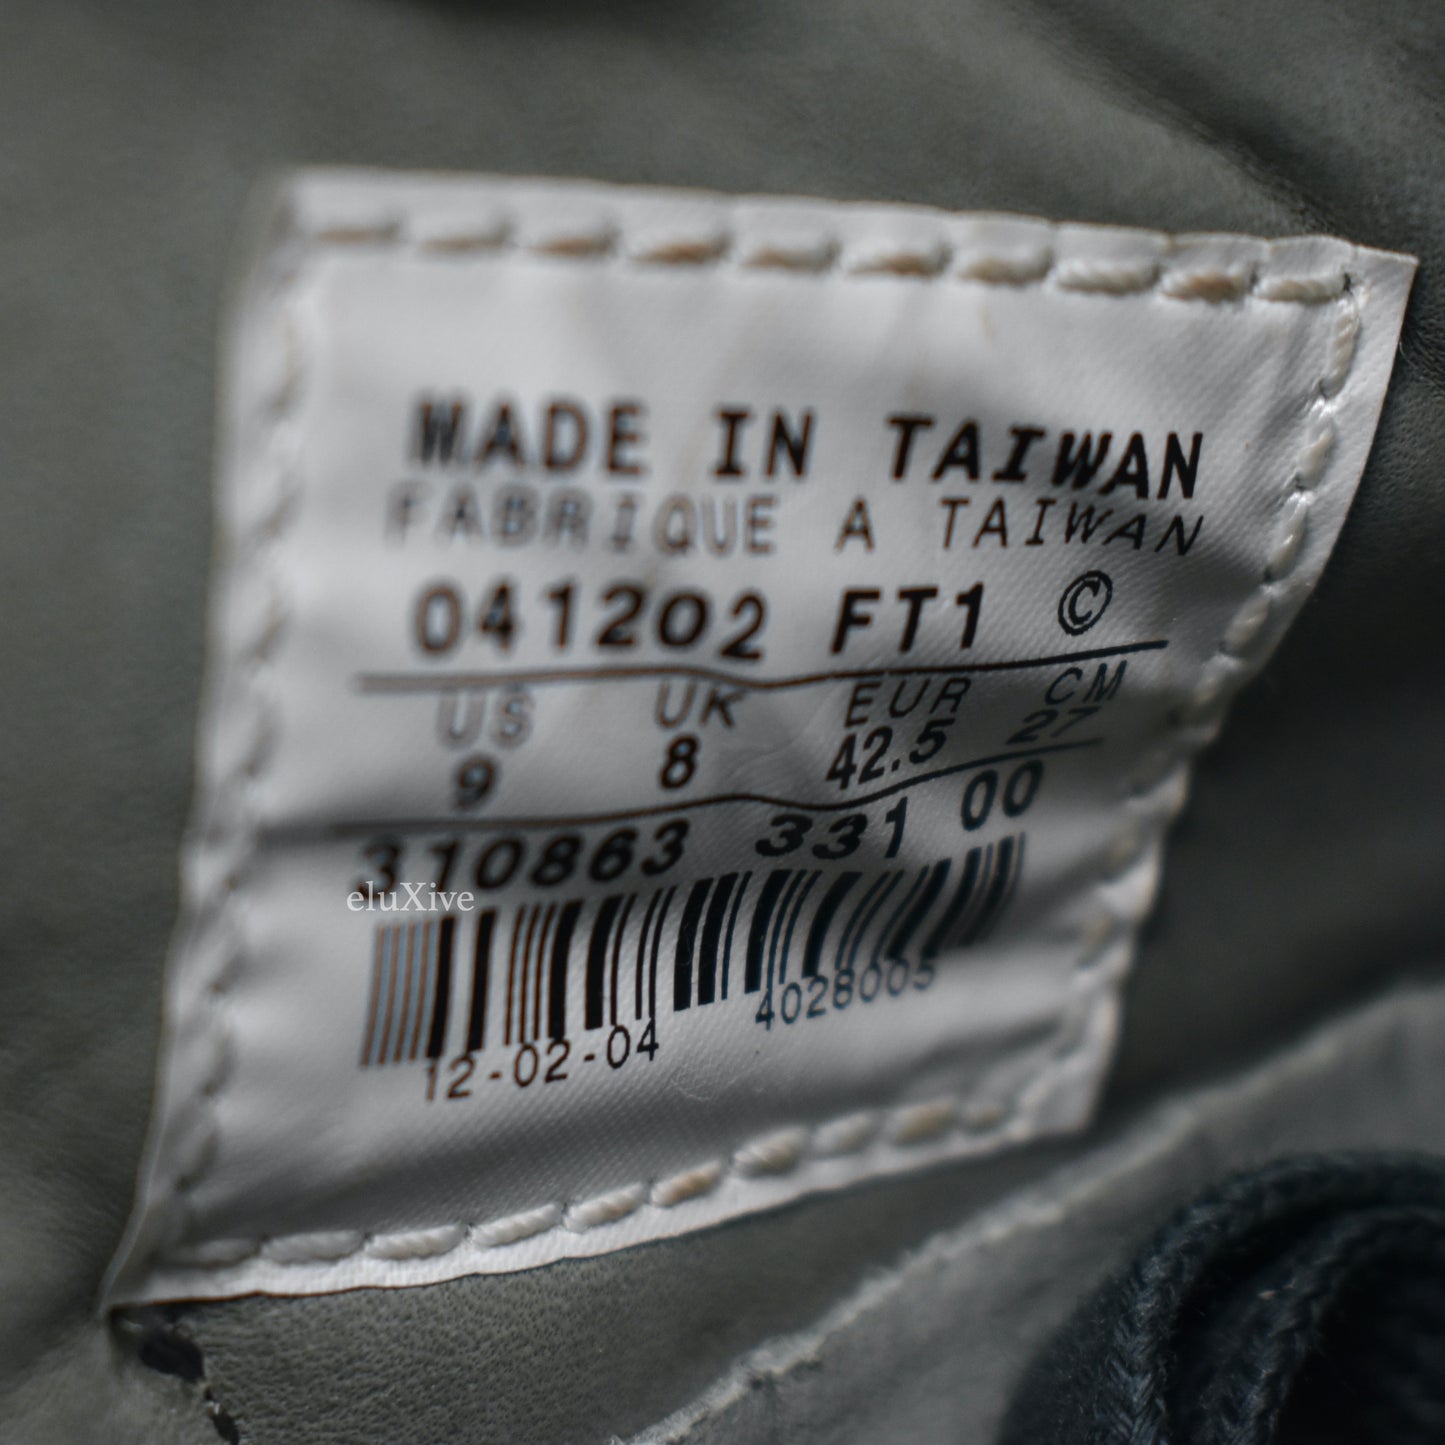 MADE IN TAIWAN
FABRIQUE A TAIWAN
041202 FT1 ©
US UK EUR CM
9 8 42.5 27
310863 331 00
eluXive
12-02-04 4028005